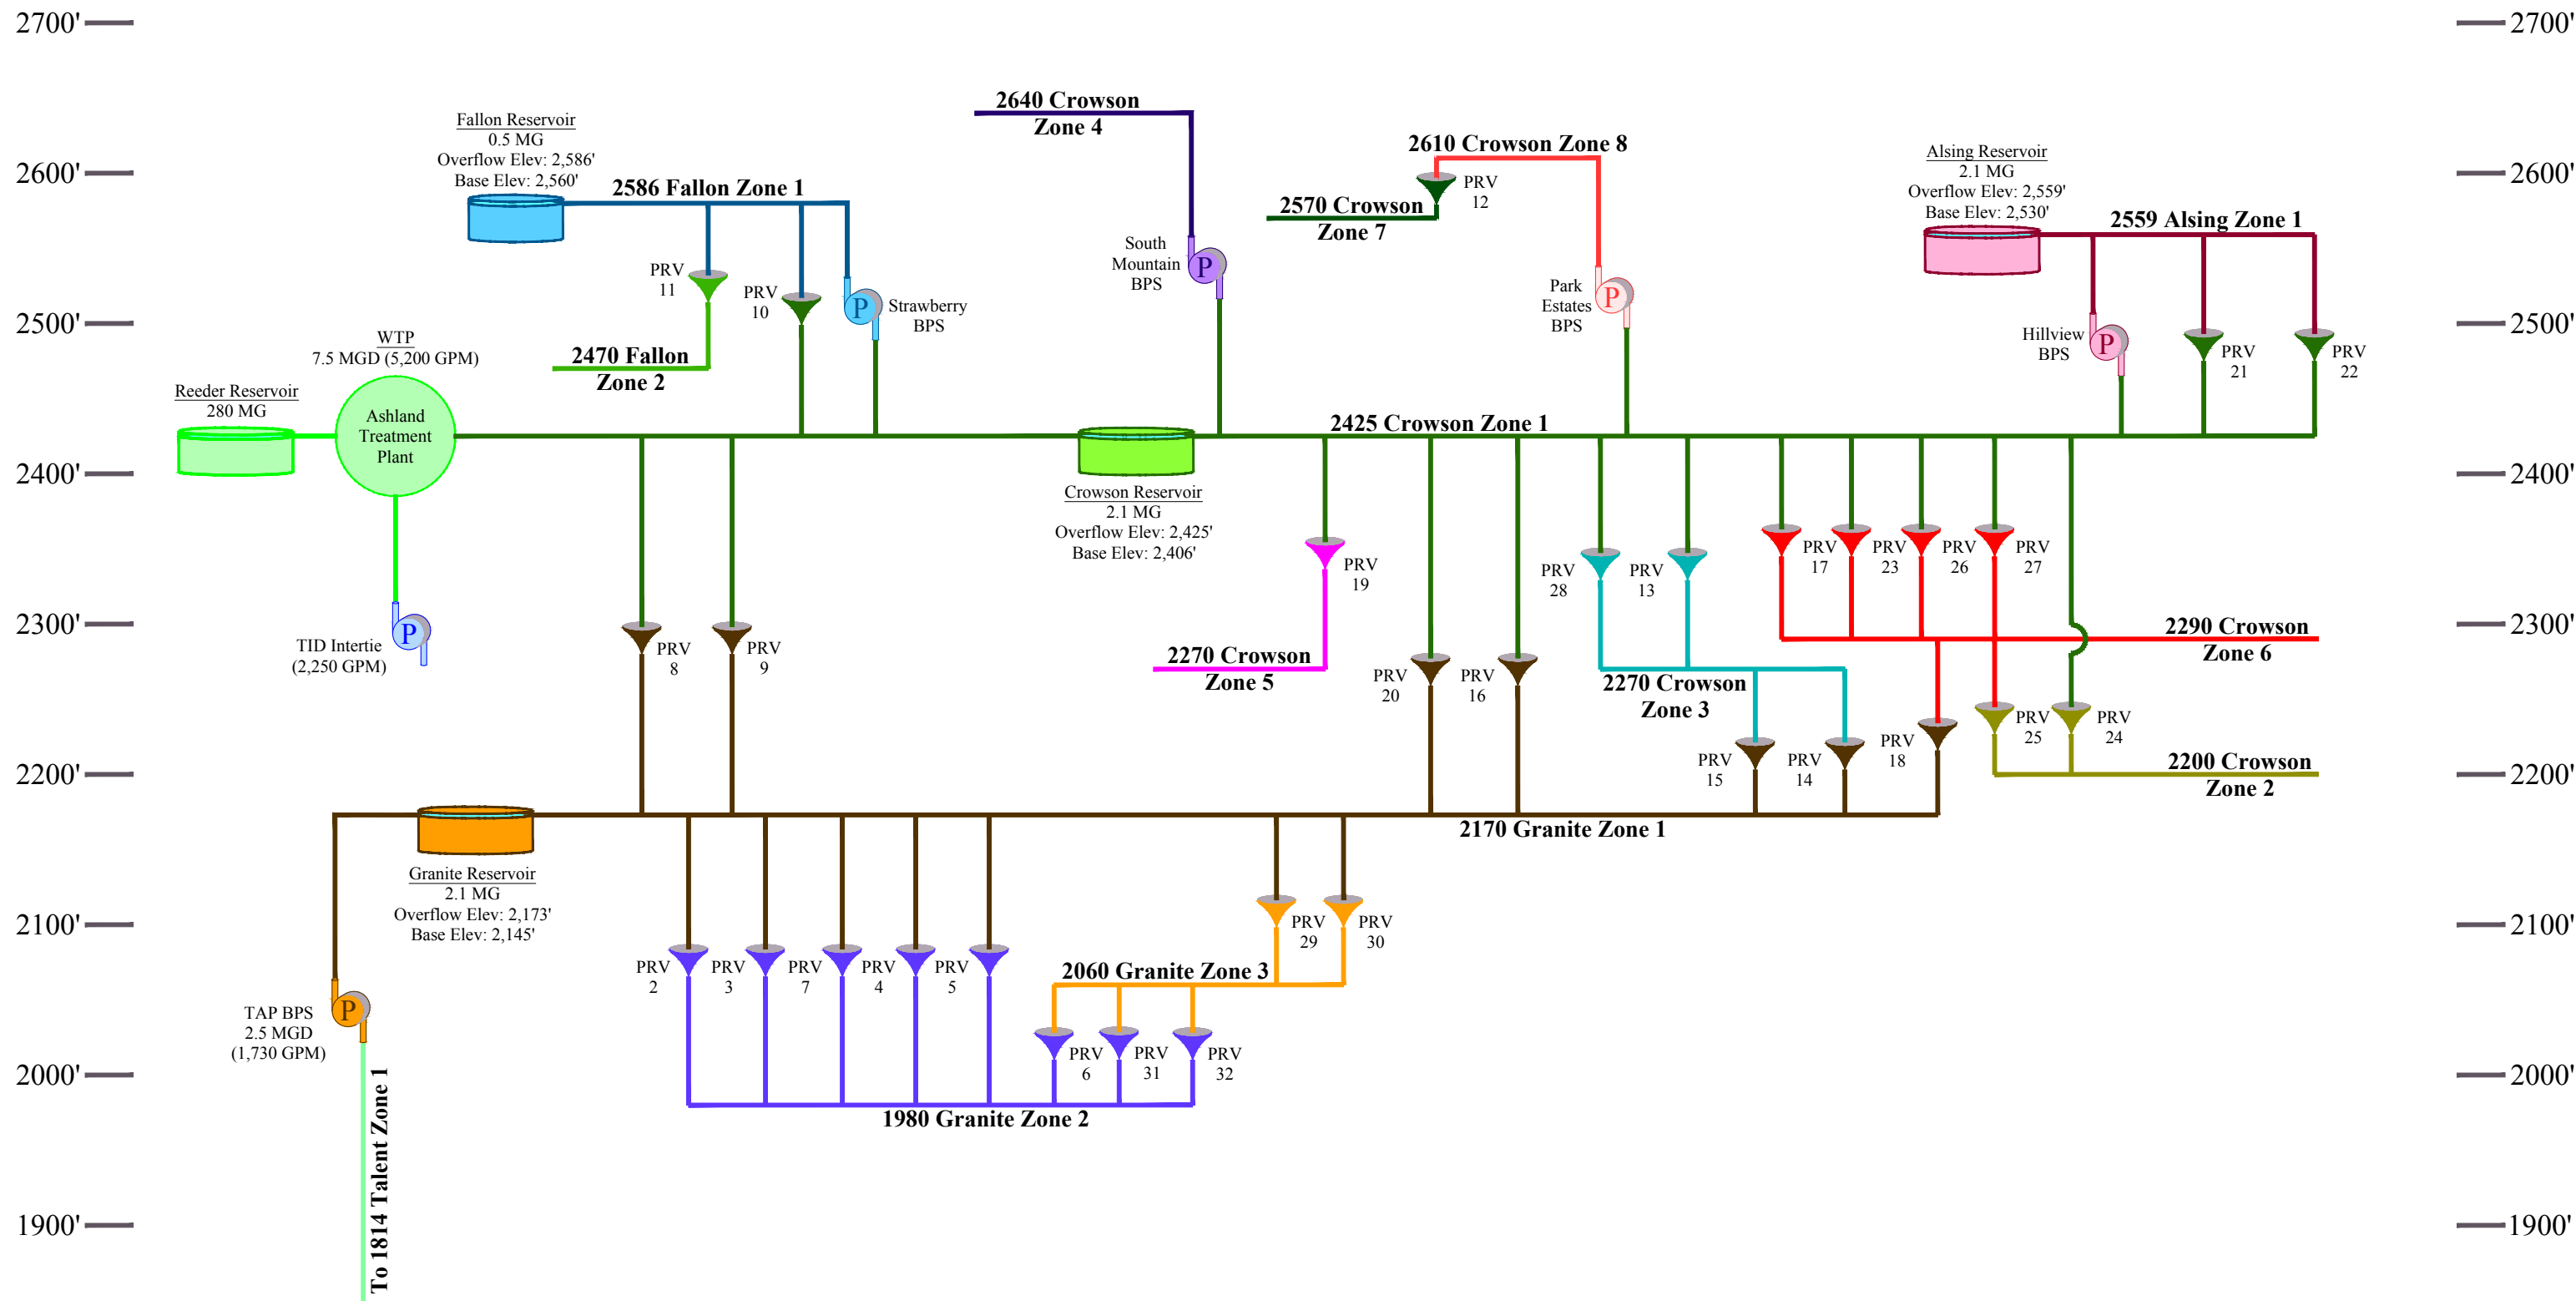 2700'
2700'
2640 Crowson
Zone 4
Fallon Reservoir
0.5 MG
Overflow Elev: 2,586'
Base Elev: 2,560'
2610 Crowson Zone 8
Alsing Reservoir
2.1 MG
Overflow Elev: 2,559'
Base Elev: 2,530'
2600'
2600'
2586 Fallon Zone 1
PRV
12
2570 Crowson
Zone 7
2559 Alsing Zone 1
PRV
11
PRV
10
P
Strawberry
BPS
South
Mountain
BPS
P
Park
Estates
BPS
P
2500'
2500'
Hillview
BPS
P
PRV
21
PRV
22
WTP
7.5 MGD (5,200 GPM)
2470 Fallon
Zone 2
Reeder Reservoir
280 MG
Ashland
Treatment
Plant
2425 Crowson Zone 1
2400'
2400'
Crowson Reservoir
2.1 MG
Overflow Elev: 2,425'
Base Elev: 2,406'
PRV
19
PRV
28
PRV
13
PRV
17
PRV
23
PRV
26
PRV
27
2300'
2300'
TID Intertie
(2,250 GPM)
P
PRV
8
PRV
9
2270 Crowson
Zone 5
PRV
20
PRV
16
2270 Crowson
Zone 3
2290 Crowson
Zone 6
PRV
15
PRV
14
PRV
18
PRV
25
PRV
24
2200'
2200'
2200 Crowson
Zone 2
2170 Granite Zone 1
Granite Reservoir
2.1 MG
Overflow Elev: 2,173'
Base Elev: 2,145'
2100'
2100'
PRV
29
PRV
30
PRV
2
PRV
3
PRV
7
PRV
4
PRV
5
2060 Granite Zone 3
TAP BPS
2.5 MGD
(1,730 GPM)
P
PRV
6
PRV
31
PRV
32
2000'
2000'
1980 Granite Zone 2
To 1814 Talent Zone 1
1900'
1900'